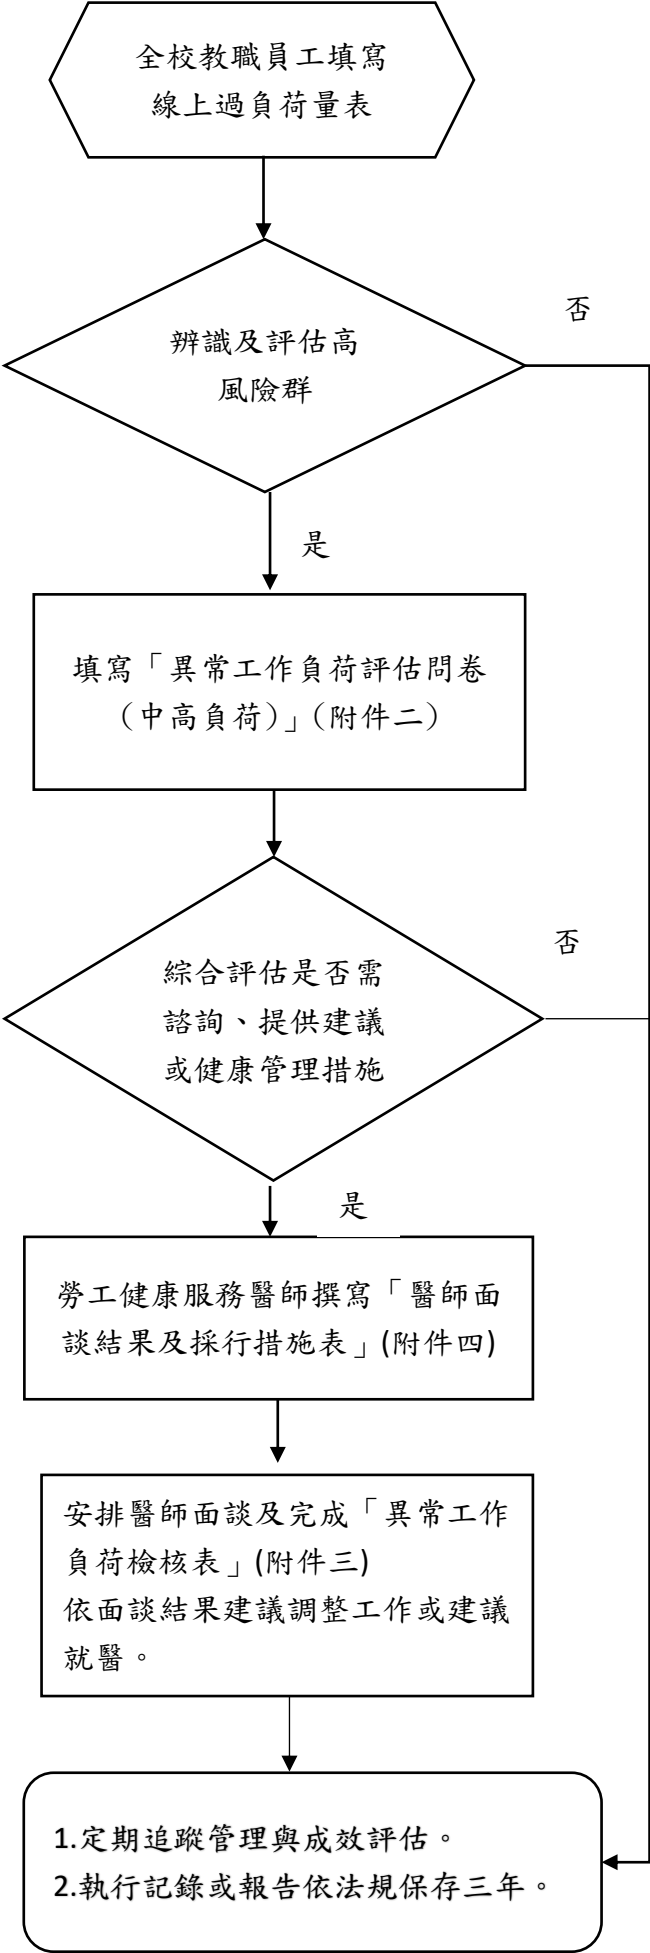 全校教職員工填寫
線上過負荷量表
辨識及評估高
風險群
否
是
填寫「異常工作負荷評估問卷
（中高負荷）」（附件二）
綜合評估是否需
諮詢、提供建議
或健康管理措施
否
是
勞工健康服務醫師撰寫「醫師面
談結果及採行措施表」(附件四)
安排醫師面談及完成「異常工作
負荷檢核表」(附件三)
依面談結果建議調整工作或建議
就醫。
1.定期追蹤管理與成效評估。
2.執行記錄或報告依法規保存三年。